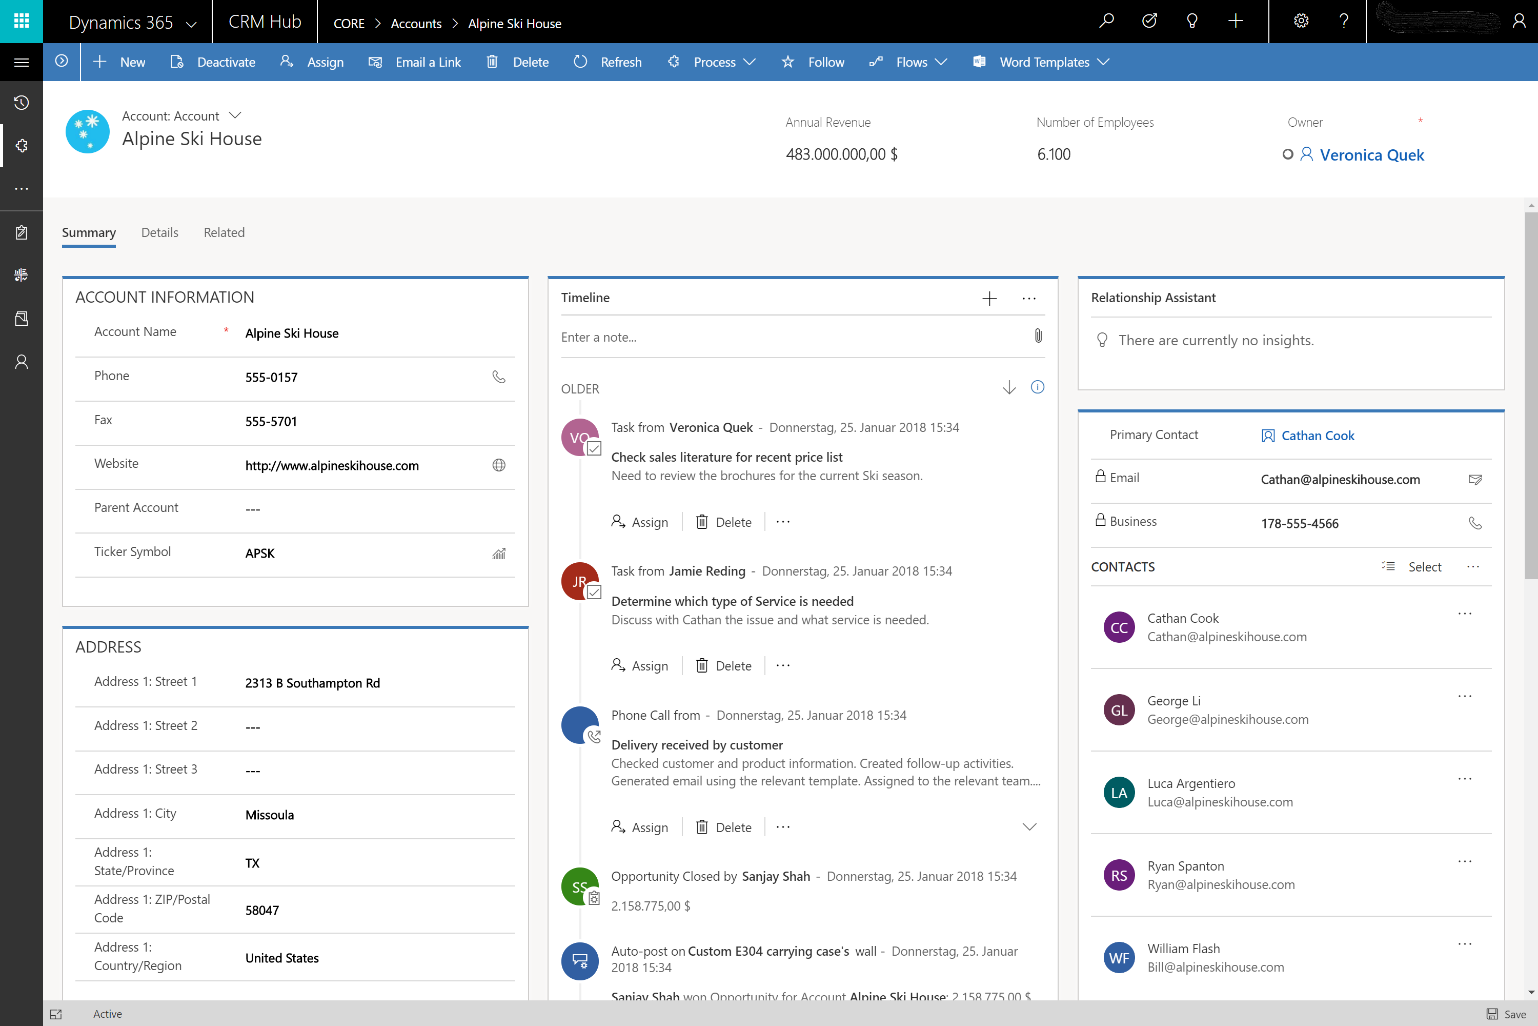 Dynamics 365
CRM Hub
CORE > Accounts > Alpine Ski House
New
Deactivate
Assign
Email a Link
Delete
Refresh
Process
Follow
Flows
Word Templates
Account: Account
Alpine Ski House
Annual Revenue
483.000.000,00 $
Number of Employees
6.100
Owner *
Veronica Quek
Summary
Details
Related
ACCOUNT INFORMATION
Account Name * Alpine Ski House
Phone 555-0157
Fax 555-5701
Website http://www.alpineskihouse.com
Parent Account ---
Ticker Symbol APSK
ADDRESS
Address 1: Street 1 2313 B Southampton Rd
Address 1: Street 2 ---
Address 1: Street 3 ---
Address 1: City Missoula
Address 1:
State/Province TX
Address 1: ZIP/Postal
Code 58047
Address 1:
Country/Region United States
Timeline
Enter a note...
OLDER
VQ
Task from Veronica Quek - Donnerstag, 25. Januar 2018 15:34
Check sales literature for recent price list
Need to review the brochures for the current Ski season.
Assign Delete ...
JR
Task from Jamie Reding - Donnerstag, 25. Januar 2018 15:34
Determine which type of Service is needed
Discuss with Cathan the issue and what service is needed.
Assign Delete ...
Phone Call from - Donnerstag, 25. Januar 2018 15:34
Delivery received by customer
Checked customer and product information. Created follow-up activities.
Generated email using the relevant template. Assigned to the relevant team....
Assign Delete ...
SS
Opportunity Closed by Sanjay Shah - Donnerstag, 25. Januar 2018 15:34
2.158.775,00 $
Auto-post on Custom E304 carrying case's wall - Donnerstag, 25. Januar
2018 15:34
Sanjay Shah won Opportunity for Account Alpine Ski House: 2.158.775,00 $
Relationship Assistant
There are currently no insights.
Primary Contact Cathan Cook
Email Cathan@alpineskihouse.com
Business 178-555-4566
CONTACTS Select ...
CC
Cathan Cook
Cathan@alpineskihouse.com
GL
George Li
George@alpineskihouse.com
LA
Luca Argentiero
Luca@alpineskihouse.com
RS
Ryan Spanton
Ryan@alpineskihouse.com
WF
William Flash
Bill@alpineskihouse.com
Active
Save